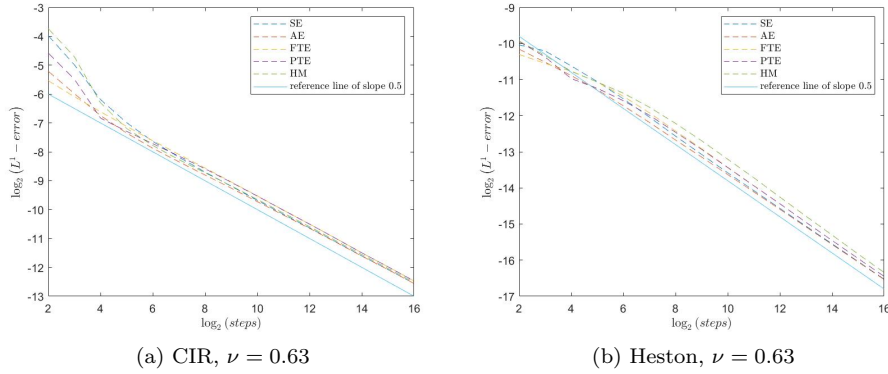 -3
-4
-5
-6
-7
-8
-9
-10
-11
-12
-13
2 4 6 8 10 12 14 16
log₂ (L¹ − error)
log₂ (steps)
SE
AE
FTE
PTE
HM
reference line of slope 0.5
(a) CIR, ν = 0.63
-9
-10
-11
-12
-13
-14
-15
-16
-17
2 4 6 8 10 12 14 16
log₂ (L¹ − error)
log₂ (steps)
SE
AE
FTE
PTE
HM
reference line of slope 0.5
(b) Heston, ν = 0.63